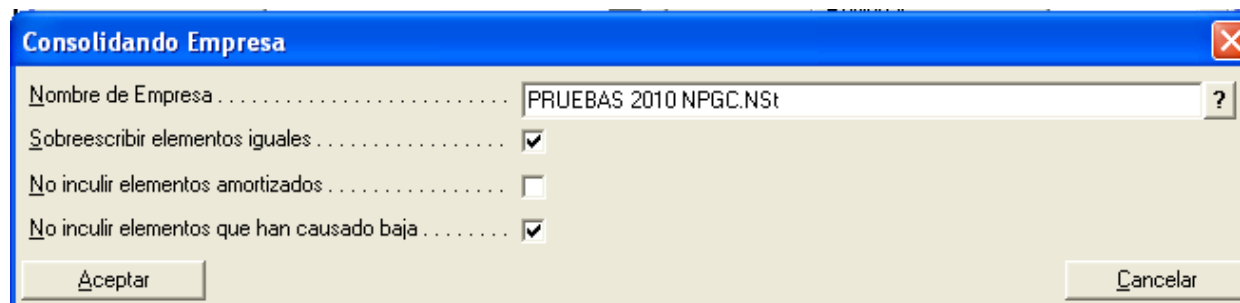 Consolidando Empresa
Nombre de Empresa . . . . . . . . . . . . . . . . . . . . . . . . . . PRUEBAS 2010 NPGC.NSt ?
Sobreescribir elementos iguales . . . . . . . . . . . . . . . . .
No inculir elementos amortizados . . . . . . . . . . . . . . . .
No inculir elementos que han causado baja . . . . . . . .
Aceptar Cancelar